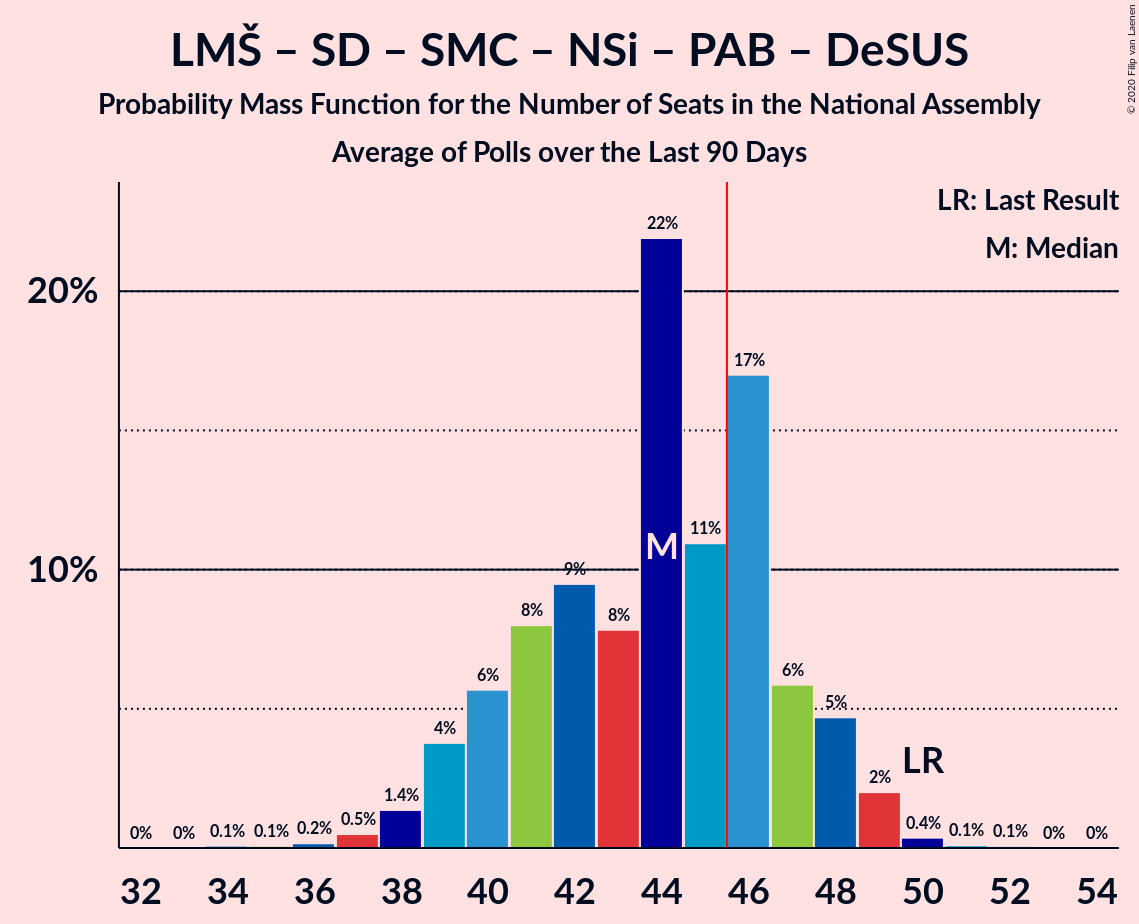 LMŠ – SD – SMC – NSi – PAB – DeSUS
Probability Mass Function for the Number of Seats in the National Assembly
Average of Polls over the Last 90 Days
© 2020 Filip van Laenen
LR: Last Result
M: Median
20%
10%
0% 0% 0.1% 0.1% 0.2% 0.5% 1.4% 4% 6% 8% 9% 8% 22% 11% 17% 6% 5% 2% 0.4% 0.1% 0.1% 0% 0%
M
LR
32 34 36 38 40 42 44 46 48 50 52 54